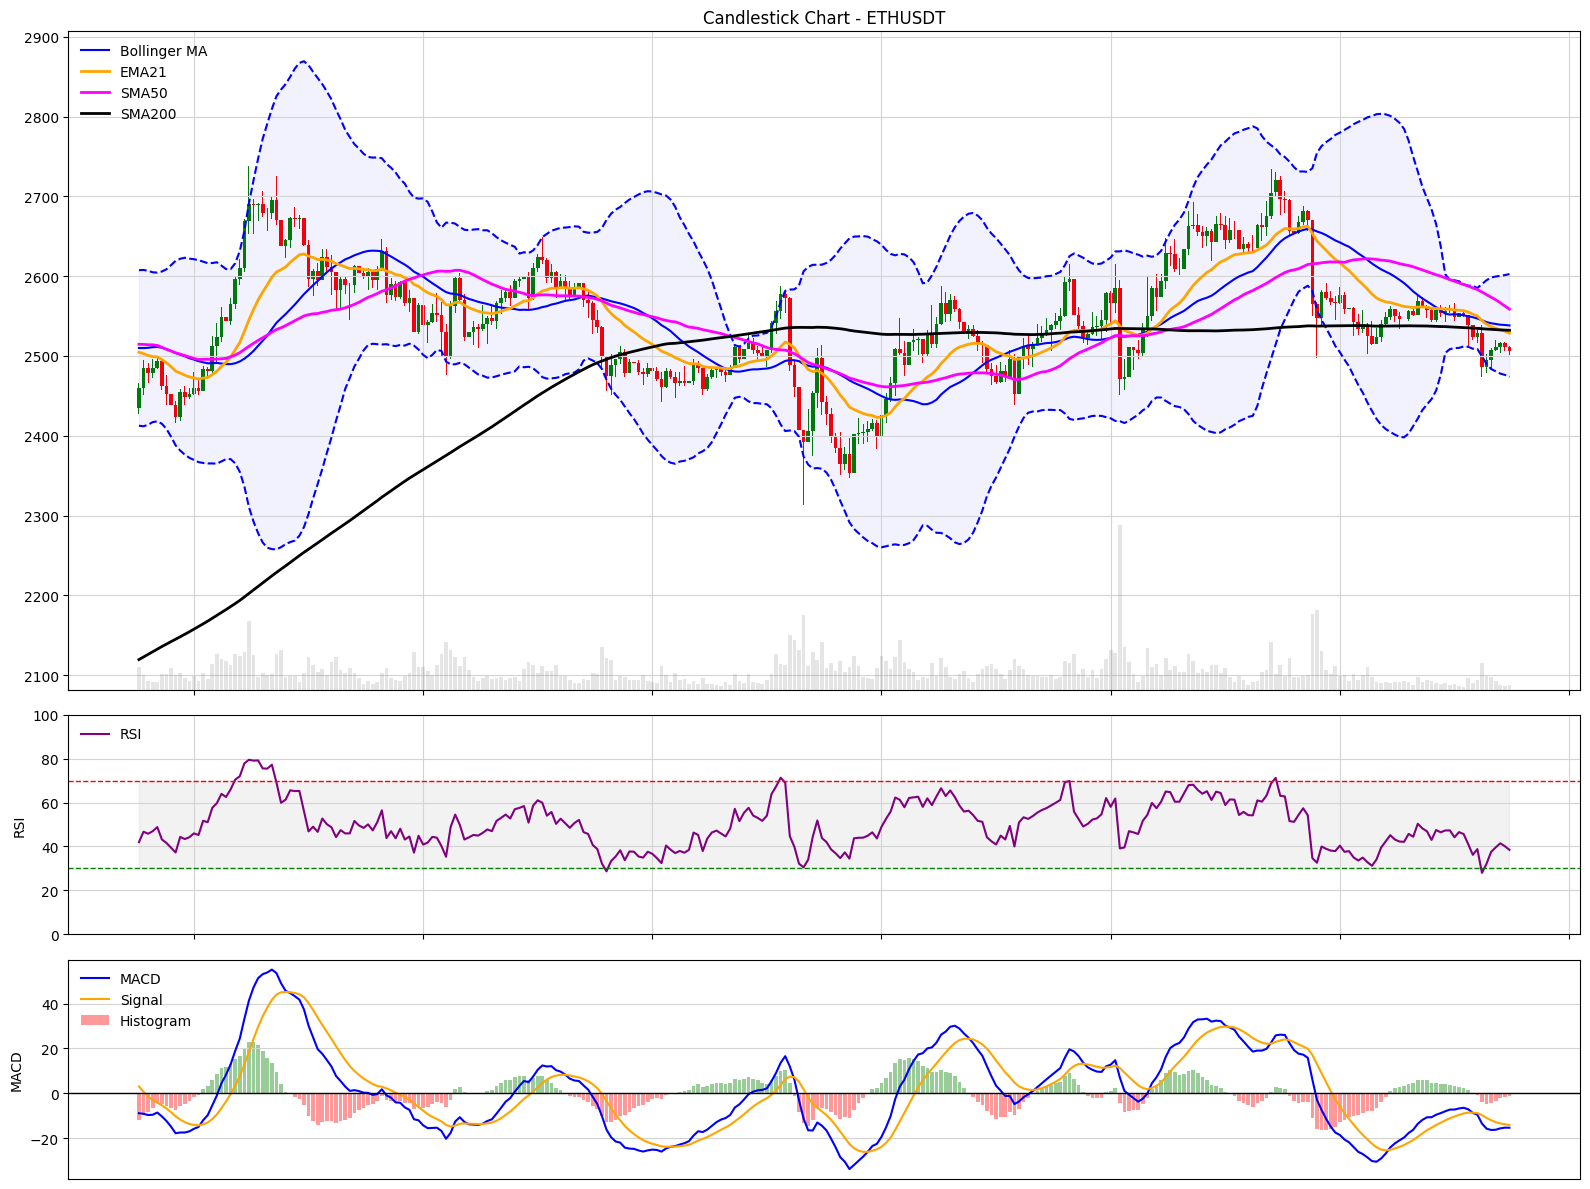 Candlestick Chart - ETHUSDT
2900
2800
2700
2600
2500
2400
2300
2200
2100
Bollinger MA
EMA21
SMA50
SMA200
100
80
60
40
20
0
RSI
RSI
40
20
0
−20
MACD
MACD
Signal
Histogram